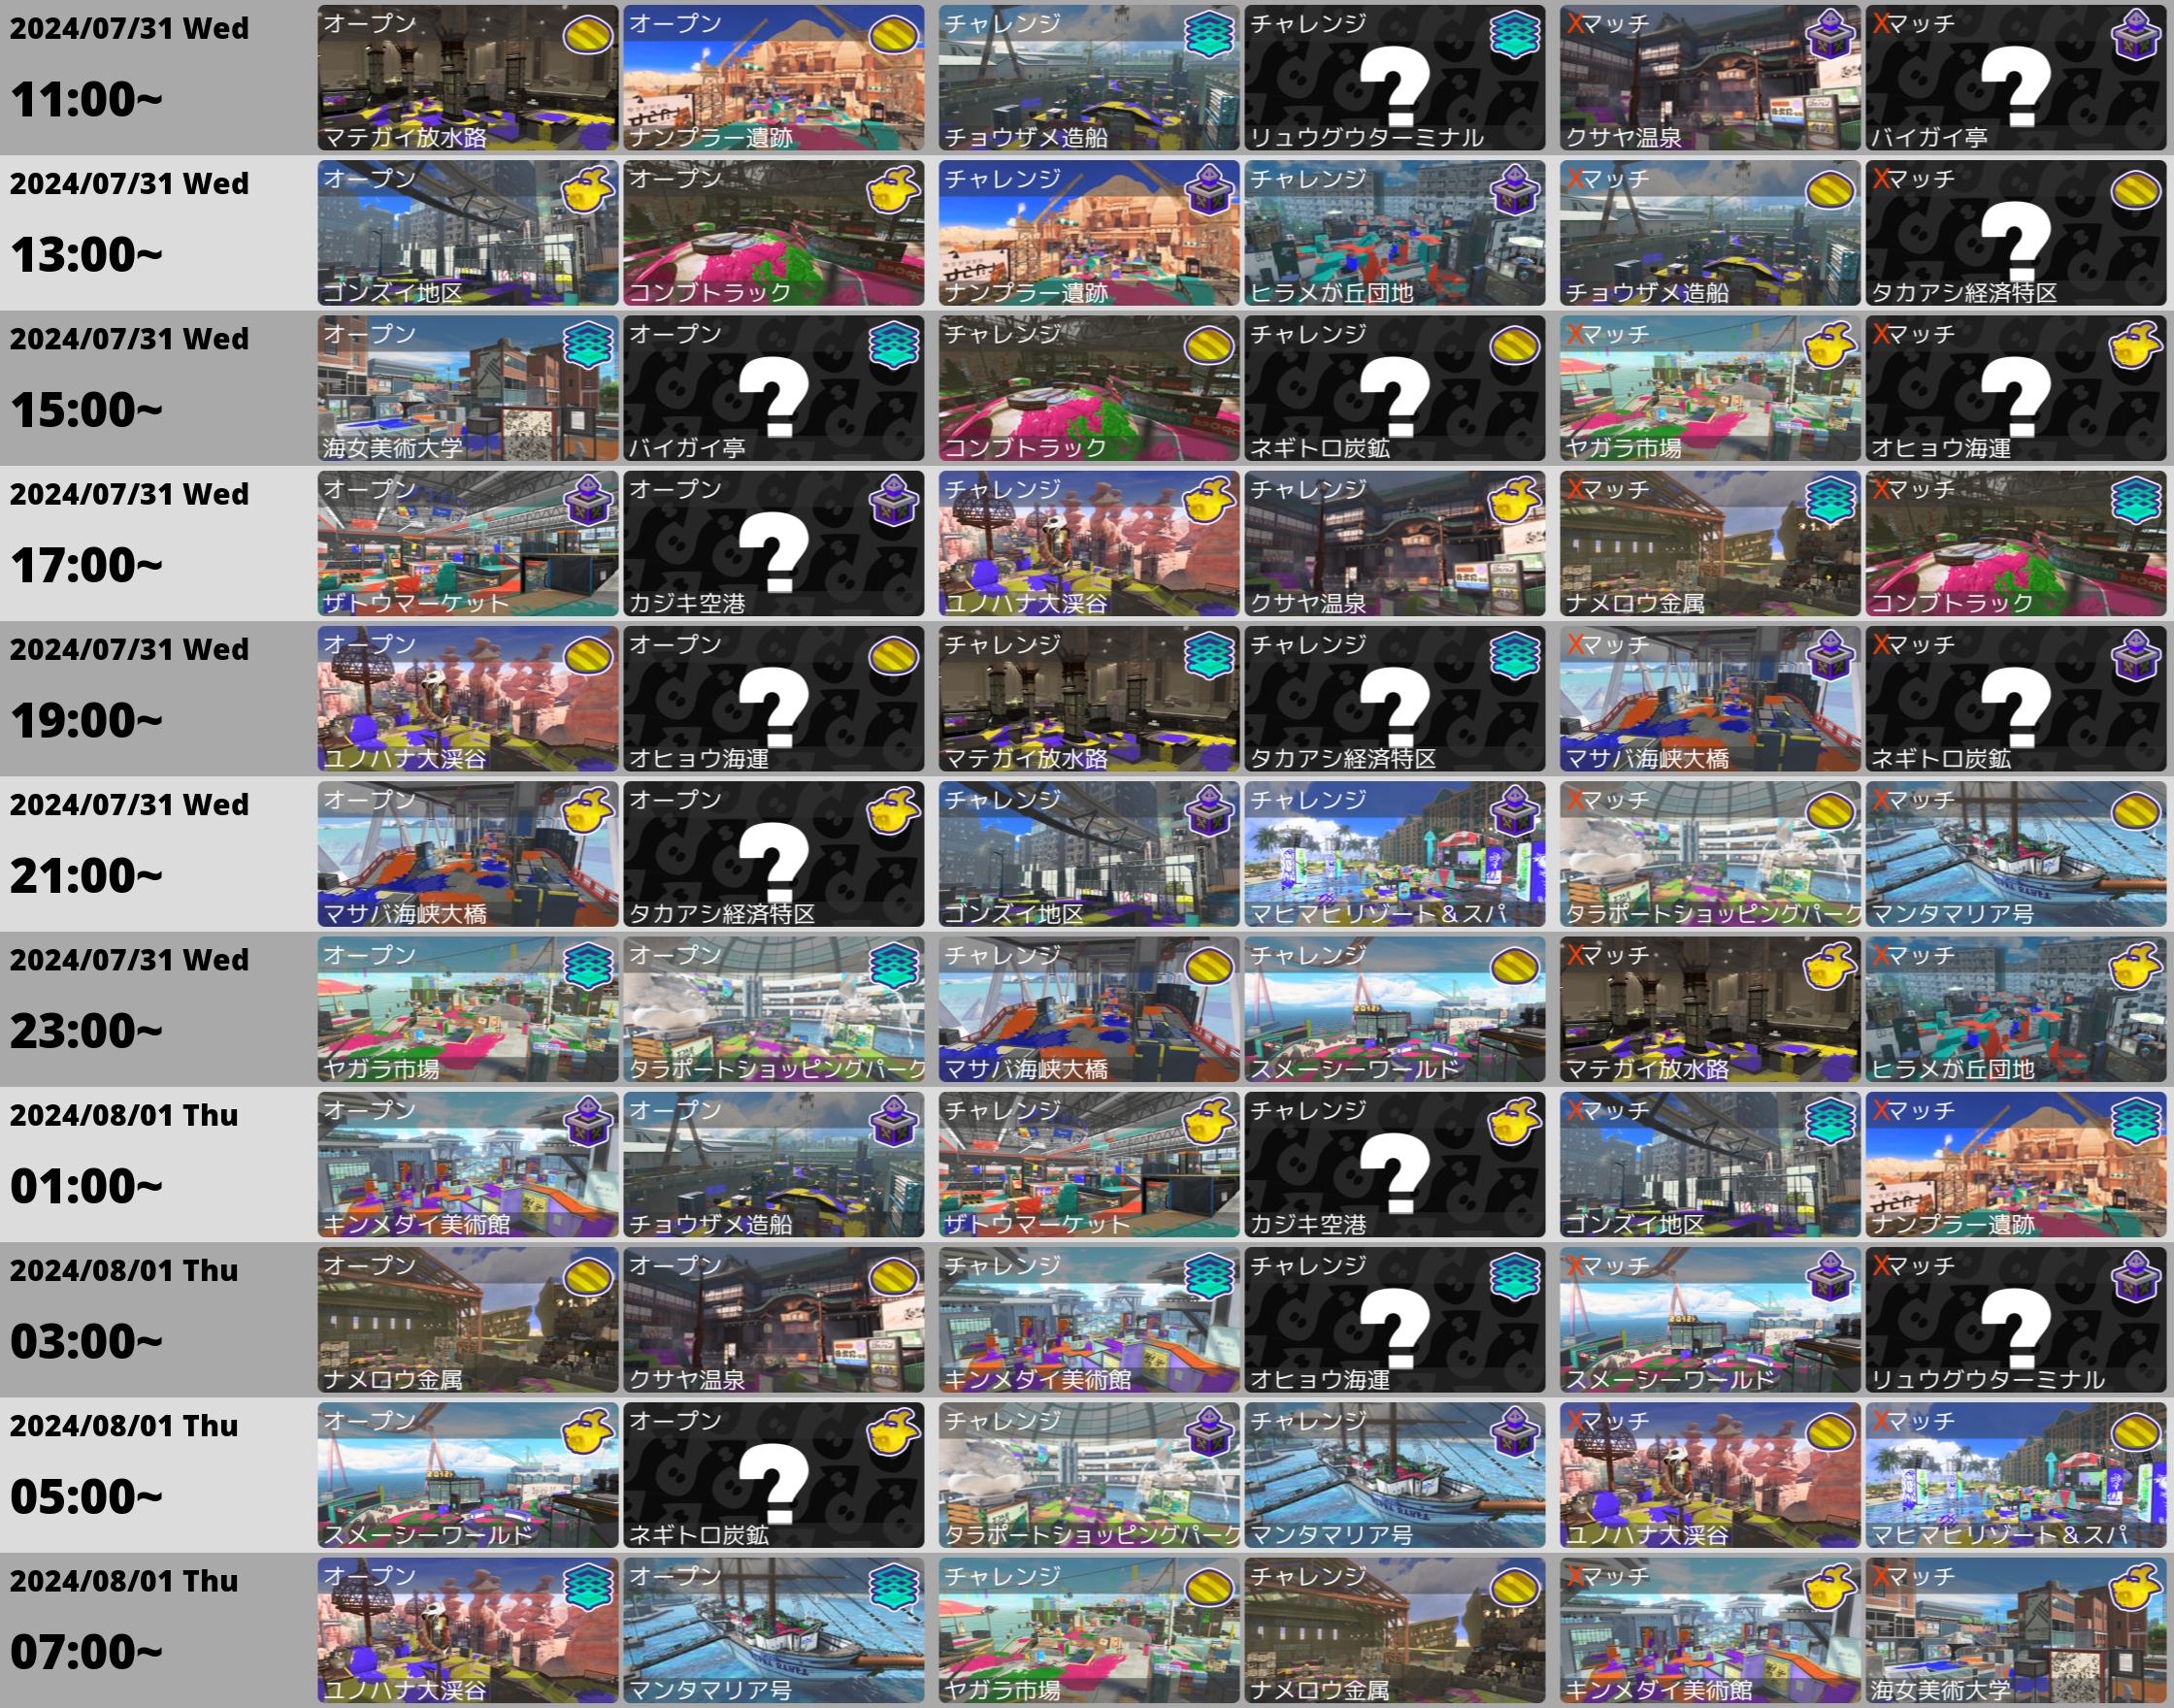 2024/07/31 Wed
11:00~
オープン
マテガイ放水路
オープン
ナンプラー遺跡
チャレンジ
チョウザメ造船
チャレンジ
?
リュウグウターミナル
Xマッチ
クサヤ温泉
Xマッチ
?
バイガイ亭
2024/07/31 Wed
13:00~
オープン
ゴンズイ地区
オープン
コンブトラック
チャレンジ
ナンプラー遺跡
チャレンジ
ヒラメが丘団地
Xマッチ
チョウザメ造船
Xマッチ
?
タカアシ経済特区
2024/07/31 Wed
15:00~
オープン
海女美術大学
オープン
?
バイガイ亭
チャレンジ
コンブトラック
チャレンジ
?
ネギトロ炭鉱
Xマッチ
ヤガラ市場
Xマッチ
?
オヒョウ海運
2024/07/31 Wed
17:00~
オープン
ザトウマーケット
オープン
?
カジキ空港
チャレンジ
ユノハナ大渓谷
チャレンジ
クサヤ温泉
Xマッチ
ナメロウ金属
Xマッチ
コンブトラック
2024/07/31 Wed
19:00~
オープン
ユノハナ大渓谷
オープン
?
オヒョウ海運
チャレンジ
マテガイ放水路
チャレンジ
?
タカアシ経済特区
Xマッチ
マサバ海峡大橋
Xマッチ
?
ネギトロ炭鉱
2024/07/31 Wed
21:00~
オープン
マサバ海峡大橋
オープン
?
タカアシ経済特区
チャレンジ
ゴンズイ地区
チャレンジ
マヒマヒリゾート&スパ
Xマッチ
タラポートショッピングパーク
Xマッチ
マンタマリア号
2024/07/31 Wed
23:00~
オープン
ヤガラ市場
オープン
タラポートショッピングパーク
チャレンジ
マサバ海峡大橋
チャレンジ
スメーシーワールド
Xマッチ
マテガイ放水路
Xマッチ
ヒラメが丘団地
2024/08/01 Thu
01:00~
オープン
キンメダイ美術館
オープン
チョウザメ造船
チャレンジ
ザトウマーケット
チャレンジ
?
カジキ空港
Xマッチ
ゴンズイ地区
Xマッチ
ナンプラー遺跡
2024/08/01 Thu
03:00~
オープン
ナメロウ金属
オープン
クサヤ温泉
チャレンジ
キンメダイ美術館
チャレンジ
?
オヒョウ海運
Xマッチ
スメーシーワールド
Xマッチ
?
リュウグウターミナル
2024/08/01 Thu
05:00~
オープン
スメーシーワールド
オープン
?
ネギトロ炭鉱
チャレンジ
タラポートショッピングパーク
チャレンジ
マンタマリア号
Xマッチ
ユノハナ大渓谷
Xマッチ
マヒマヒリゾート&スパ
2024/08/01 Thu
07:00~
オープン
ユノハナ大渓谷
オープン
マンタマリア号
チャレンジ
ヤガラ市場
チャレンジ
ナメロウ金属
Xマッチ
キンメダイ美術館
Xマッチ
海女美術大学